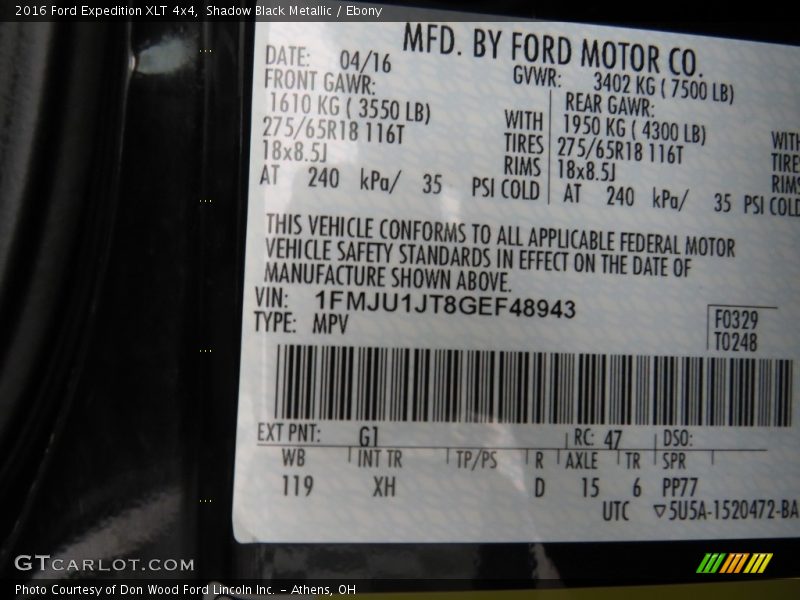 2016 Ford Expedition XLT 4x4, Shadow Black Metallic / Ebony
MFD. BY FORD MOTOR CO.
DATE: 04/16 GVWR: 3402 KG ( 7500 LB)
FRONT GAWR: REAR GAWR:
1610 KG ( 3550 LB) WITH 1950 KG ( 4300 LB) WITH
275/65R18 116T TIRES 275/65R18 116T TIRES
18x8.5J RIMS 18x8.5J RIMS
AT 240 kPa/ 35 PSI COLD AT 240 kPa/ 35 PSI COLD
THIS VEHICLE CONFORMS TO ALL APPLICABLE FEDERAL MOTOR
VEHICLE SAFETY STANDARDS IN EFFECT ON THE DATE OF
MANUFACTURE SHOWN ABOVE.
VIN: 1FMJU1JT8GEF48943
TYPE: MPV
F0329
T0248
EXT PNT: G1 RC: 47 DSO:
WB INT TR TP/PS R AXLE TR SPR
119 XH D 15 6 PP77
UTC ▽5U5A-1520472-BA
GTCARLOT.COM
Photo Courtesy of Don Wood Ford Lincoln Inc. – Athens, OH